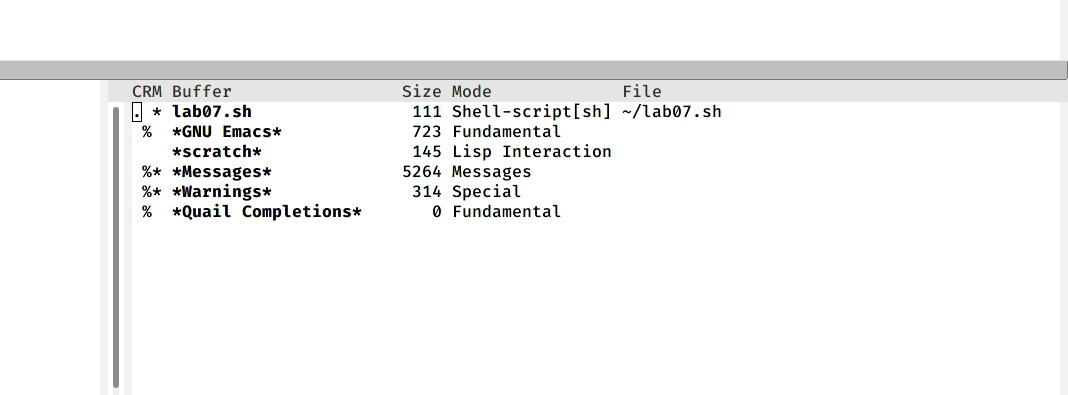 CRM Buffer Size Mode File
. * lab07.sh 111 Shell-script[sh] ~/lab07.sh
% *GNU Emacs* 723 Fundamental
*scratch* 145 Lisp Interaction
%* *Messages* 5264 Messages
%* *Warnings* 314 Special
% *Quail Completions* 0 Fundamental